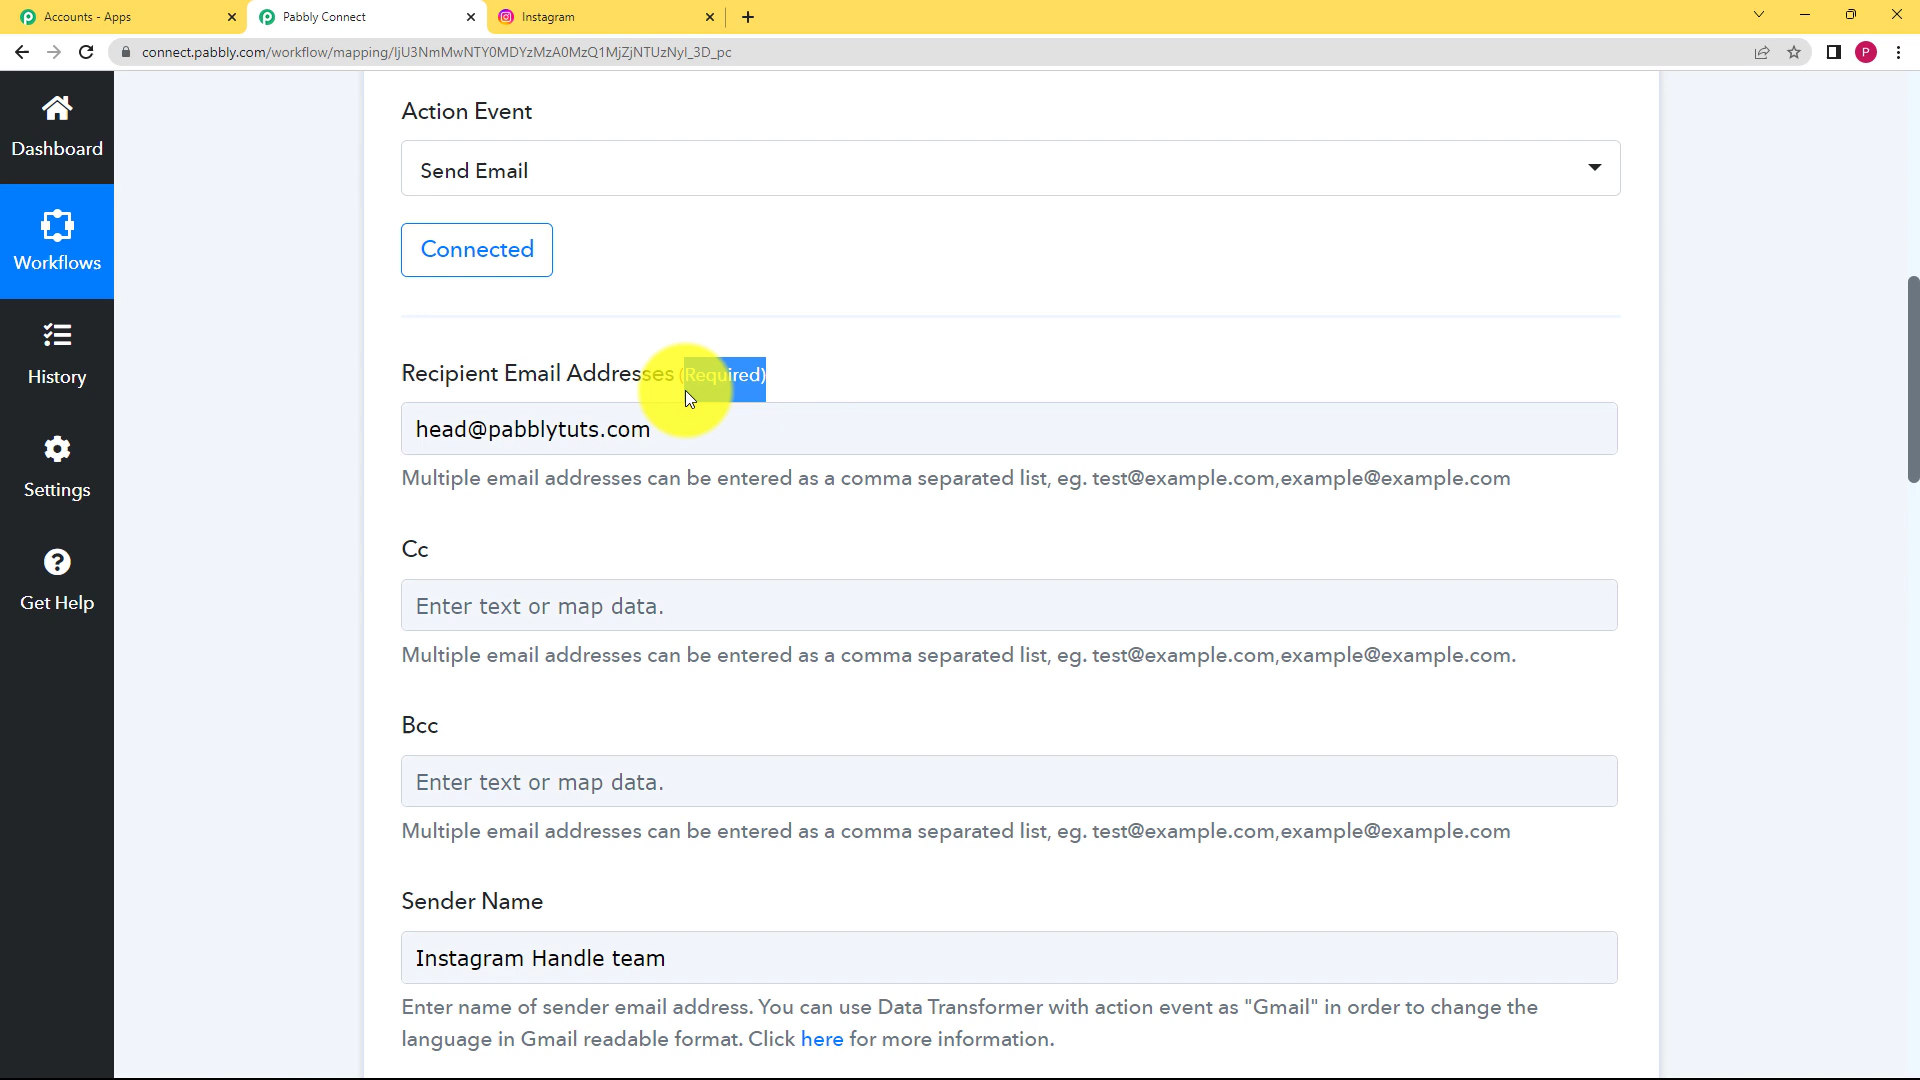 Accounts - Apps
Pabbly Connect
Instagram
connect.pabbly.com/workflow/mapping/IjU3NmMwNTY0MDYzMzA0MzQ1MjZjNTUzNyI_3D_pc
P
Dashboard
Workflows
History
Settings
Get Help
Action Event
Send Email
Connected
Recipient Email Addresses (Required)
head@pabblytuts.com
Multiple email addresses can be entered as a comma separated list, eg. test@example.com,example@example.com
Cc
Enter text or map data.
Multiple email addresses can be entered as a comma separated list, eg. test@example.com,example@example.com.
Bcc
Enter text or map data.
Multiple email addresses can be entered as a comma separated list, eg. test@example.com,example@example.com
Sender Name
Instagram Handle team
Enter name of sender email address. You can use Data Transformer with action event as "Gmail" in order to change the
language in Gmail readable format. Click here for more information.